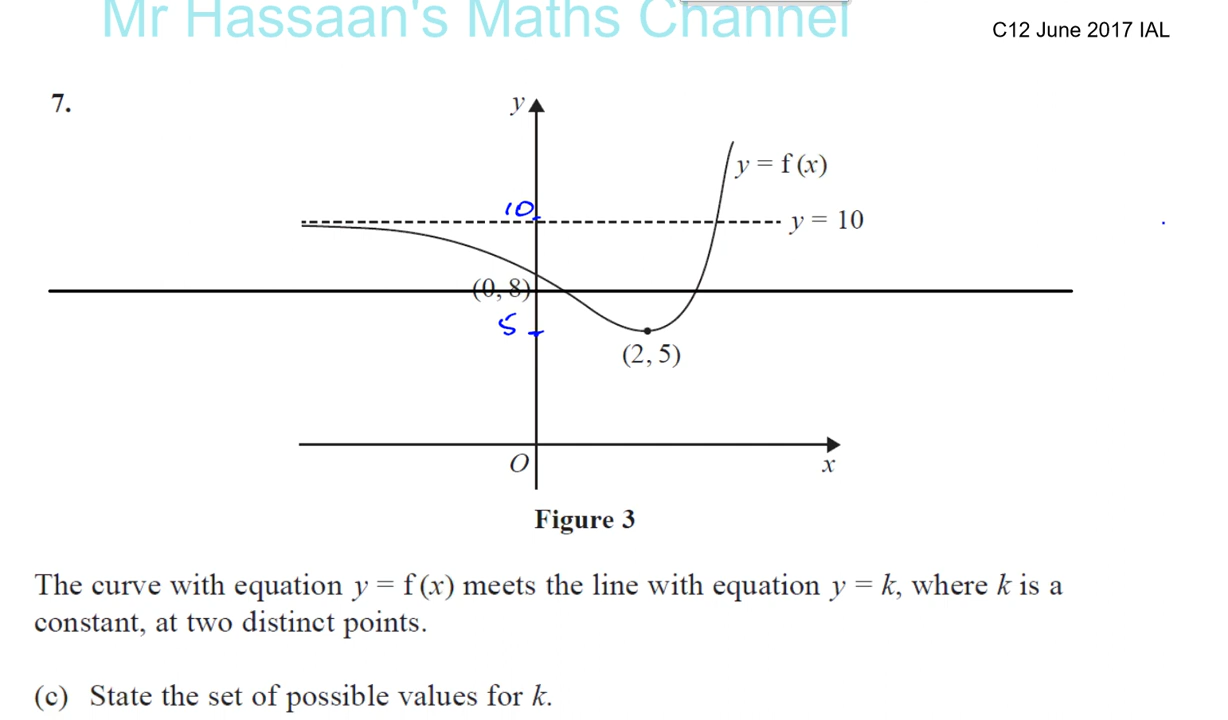 Mr Hassaan's Maths Channel
C12 June 2017 IAL
7.
y
y = f (x)
10
y = 10
(0, 8)
5
(2, 5)
O
x
Figure 3
The curve with equation y = f (x) meets the line with equation y = k, where k is a
constant, at two distinct points.
(c) State the set of possible values for k.